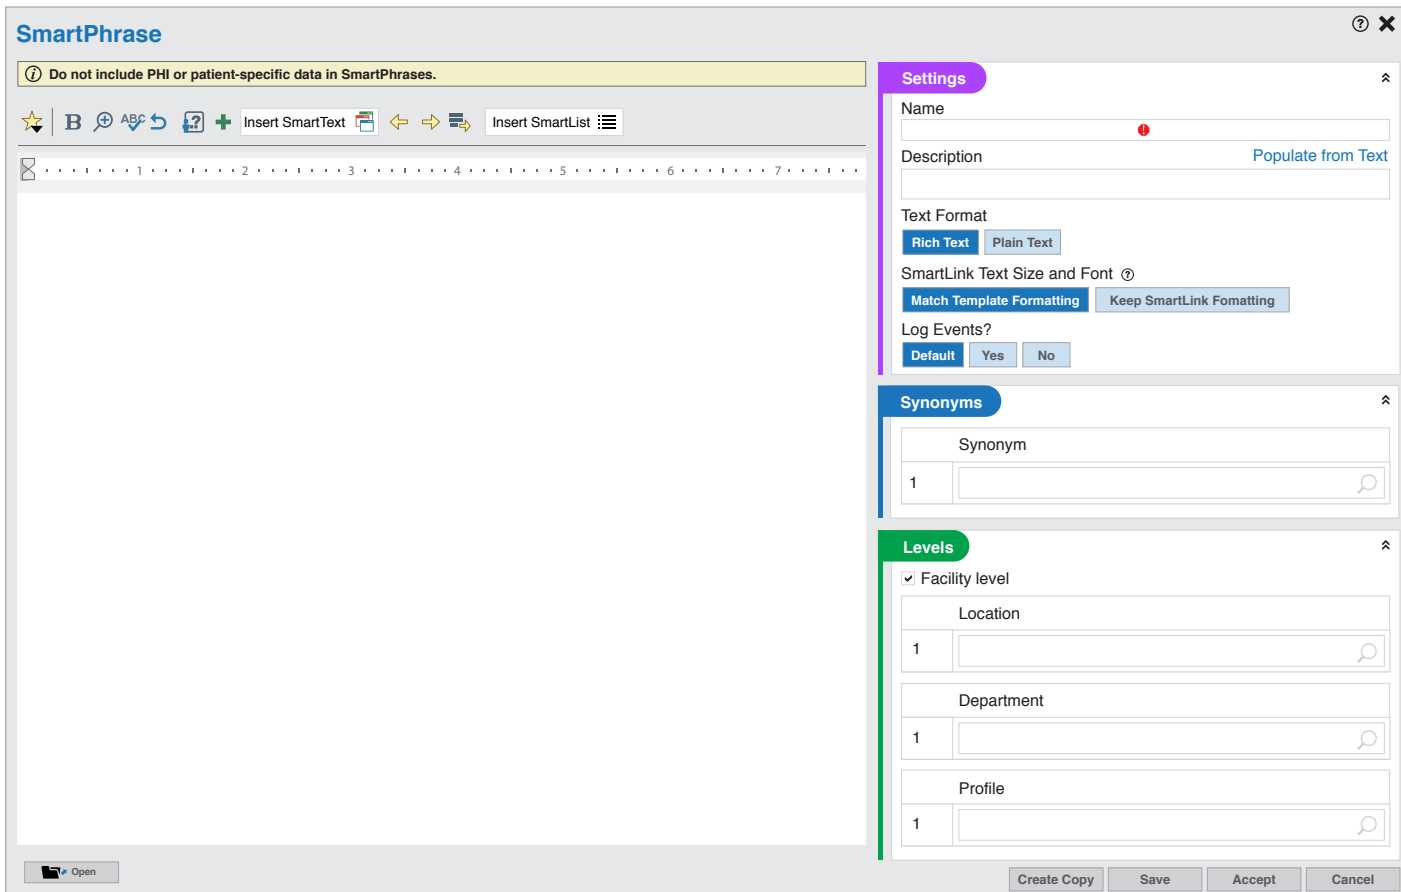 SmartPhrase
Do not include PHI or patient-specific data in SmartPhrases.
B ABC Insert SmartText Insert SmartList
1 2 3 4 5 6 7
Open
Settings
Name
Description Populate from Text
Text Format
Rich Text Plain Text
SmartLink Text Size and Font ?
Match Template Formatting Keep SmartLink Fomatting
Log Events?
Default Yes No
Synonyms
Synonym
1
Levels
Facility level
Location
1
Department
1
Profile
1
Create Copy Save Accept Cancel